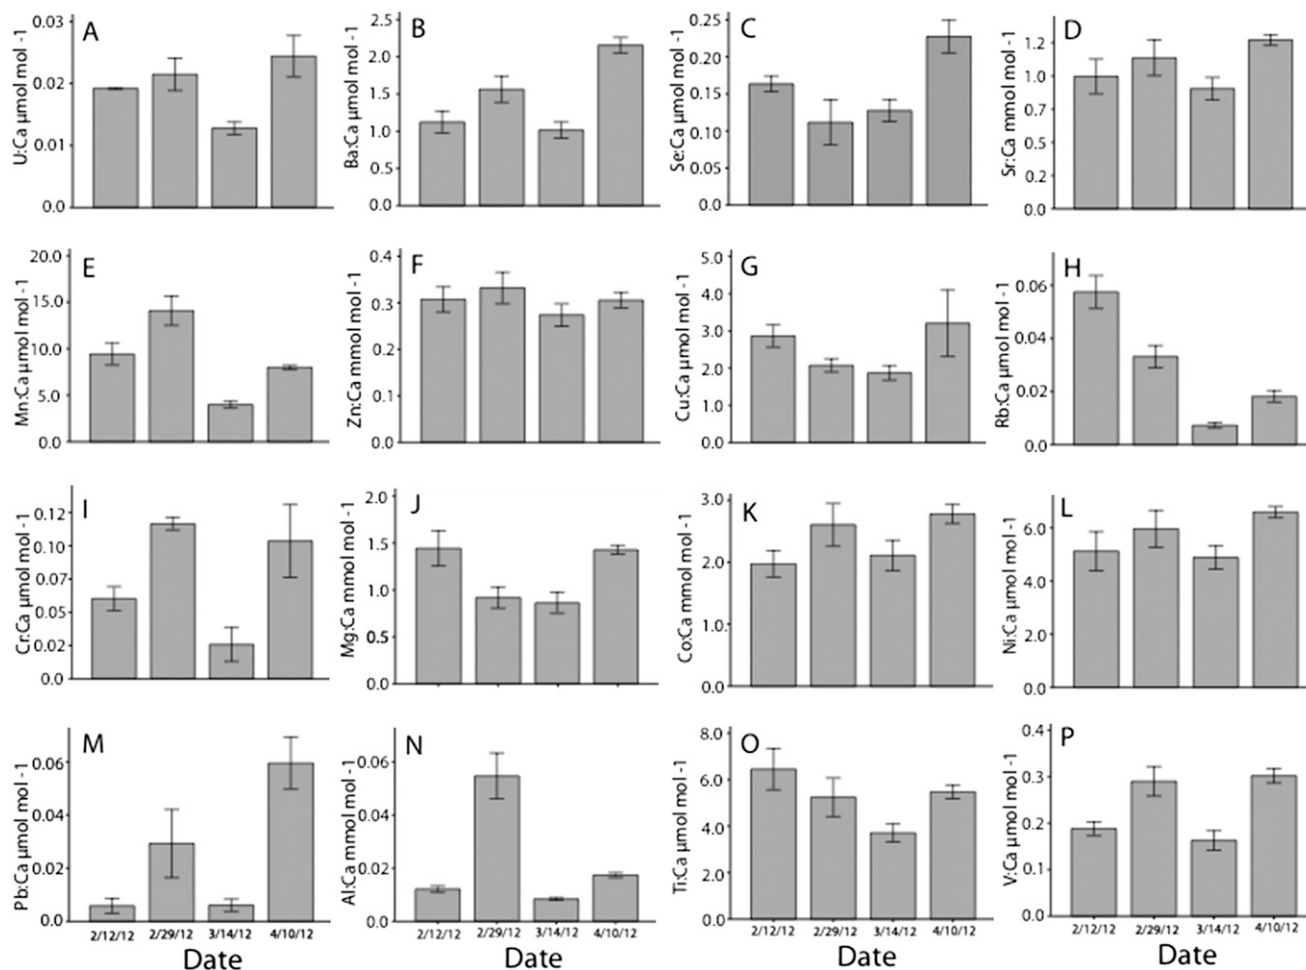 A
U:Ca µmol mol -1
0.03
0.02
0.01
0.0
B
Ba:Ca µmol mol -1
2.5
2.0
1.5
1.0
0.5
0.0
C
Se:Ca µmol mol -1
0.25
0.20
0.15
0.10
0.05
0.0
D
Sr:Ca mmol mol -1
1.2
1.0
0.7
0.5
0.2
0.0
E
Mn:Ca µmol mol -1
20.0
15.0
10.0
5.0
0.0
F
Zn:Ca mmol mol -1
0.4
0.3
0.2
0.1
0.0
G
Cu:Ca µmol mol -1
5.0
4.0
3.0
2.0
1.0
0.0
H
Rb:Ca µmol mol -1
0.06
0.04
0.02
0.0
I
Cr:Ca µmol mol -1
0.12
0.10
0.07
0.05
0.02
0.0
J
Mg:Ca mmol mol -1
2.0
1.5
1.0
0.5
0.0
K
Co:Ca mmol mol -1
3.0
2.0
1.0
0.0
L
Ni:Ca µmol mol -1
6.0
4.0
2.0
0.0
M
Pb:Ca µmol mol -1
0.06
0.04
0.02
0.0
2/12/12 2/29/12 3/14/12 4/10/12
Date
N
Al:Ca mmol mol -1
0.06
0.04
0.02
0.0
2/12/12 2/29/12 3/14/12 4/10/12
Date
O
Ti:Ca µmol mol -1
8.0
6.0
4.0
2.0
0.0
2/12/12 2/29/12 3/14/12 4/10/12
Date
P
V:Ca µmol mol -1
0.4
0.3
0.2
0.1
0.0
2/12/12 2/29/12 3/14/12 4/10/12
Date